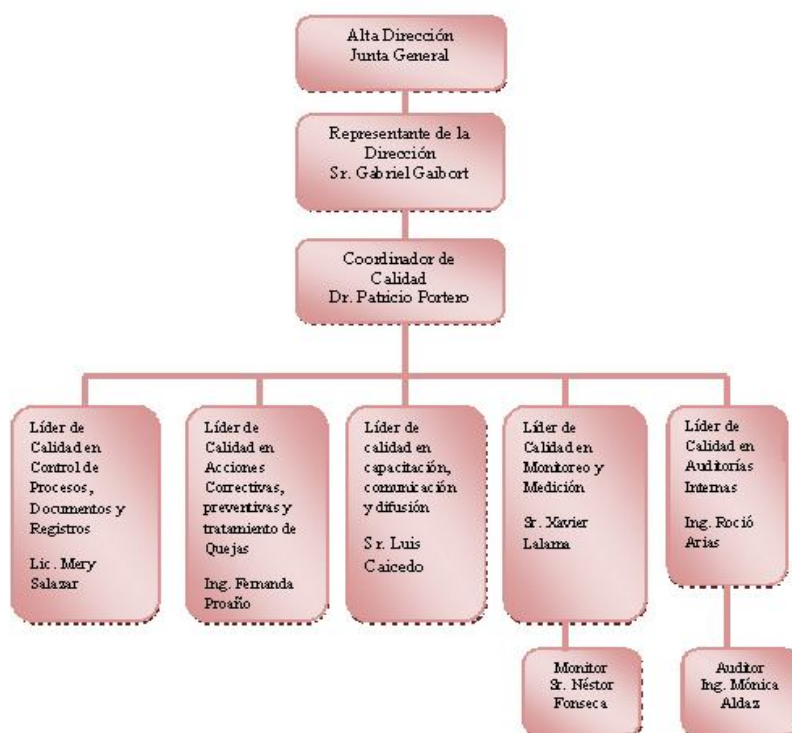 Alta Dirección
Junta General
Representante de la
Dirección
Sr. Gabriel Gaibort
Coordinador de
Calidad
Dr. Patricio Portero
Líder de
Calidad en
Control de
Procesos,
Documentos y
Registros
Lic. Mery
Salazar
Líder de
Calidad en
Acciones
Correctivas,
preventivas y
tratamiento de
Quejas
Ing. Fernanda
Proaño
Líder de
calidad en
capacitación,
comunicación
y difusión
Sr. Luis
Caicedo
Líder de
Calidad en
Monitoreo y
Medición
Sr. Xavier
Lalama
Líder de
Calidad en
Auditorías
Internas
Ing. Roció
Arias
Monitor
Sr. Néstor
Fonseca
Auditor
Ing. Mónica
Aldaz